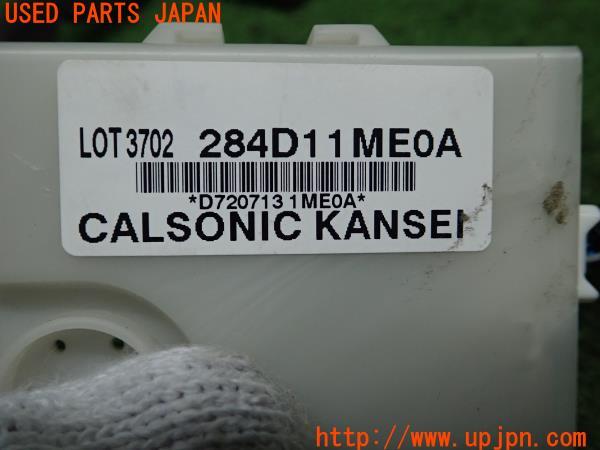 USED PARTS JAPAN
LOT 3702 284D11ME0A
*D720713 1ME0A*
CALSONIC KANSEI
http://www.upjpn.com/